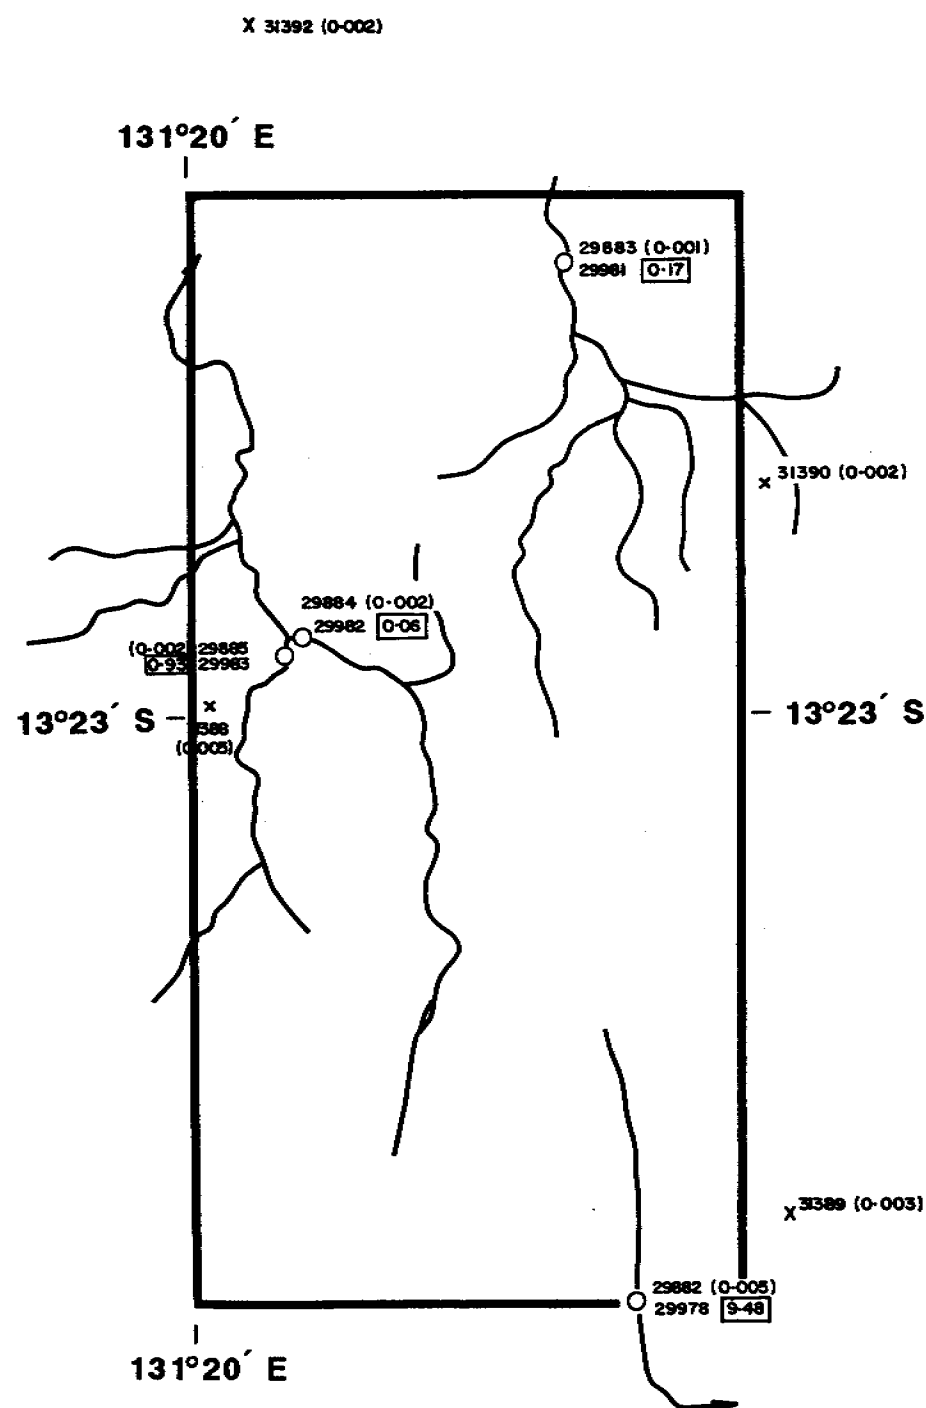 X 31392 (0·002)
131°20´ E
29883 (0·001)
29981 0·17
x 31390 (0·002)
29884 (0·002)
29982 0·06
(0·002) 29885
0·93 29983
x
13°23´ S
13°23´ S
1388
(0·005)
X 31389 (0·003)
29882 (0·005)
29978 9·48
131°20´ E